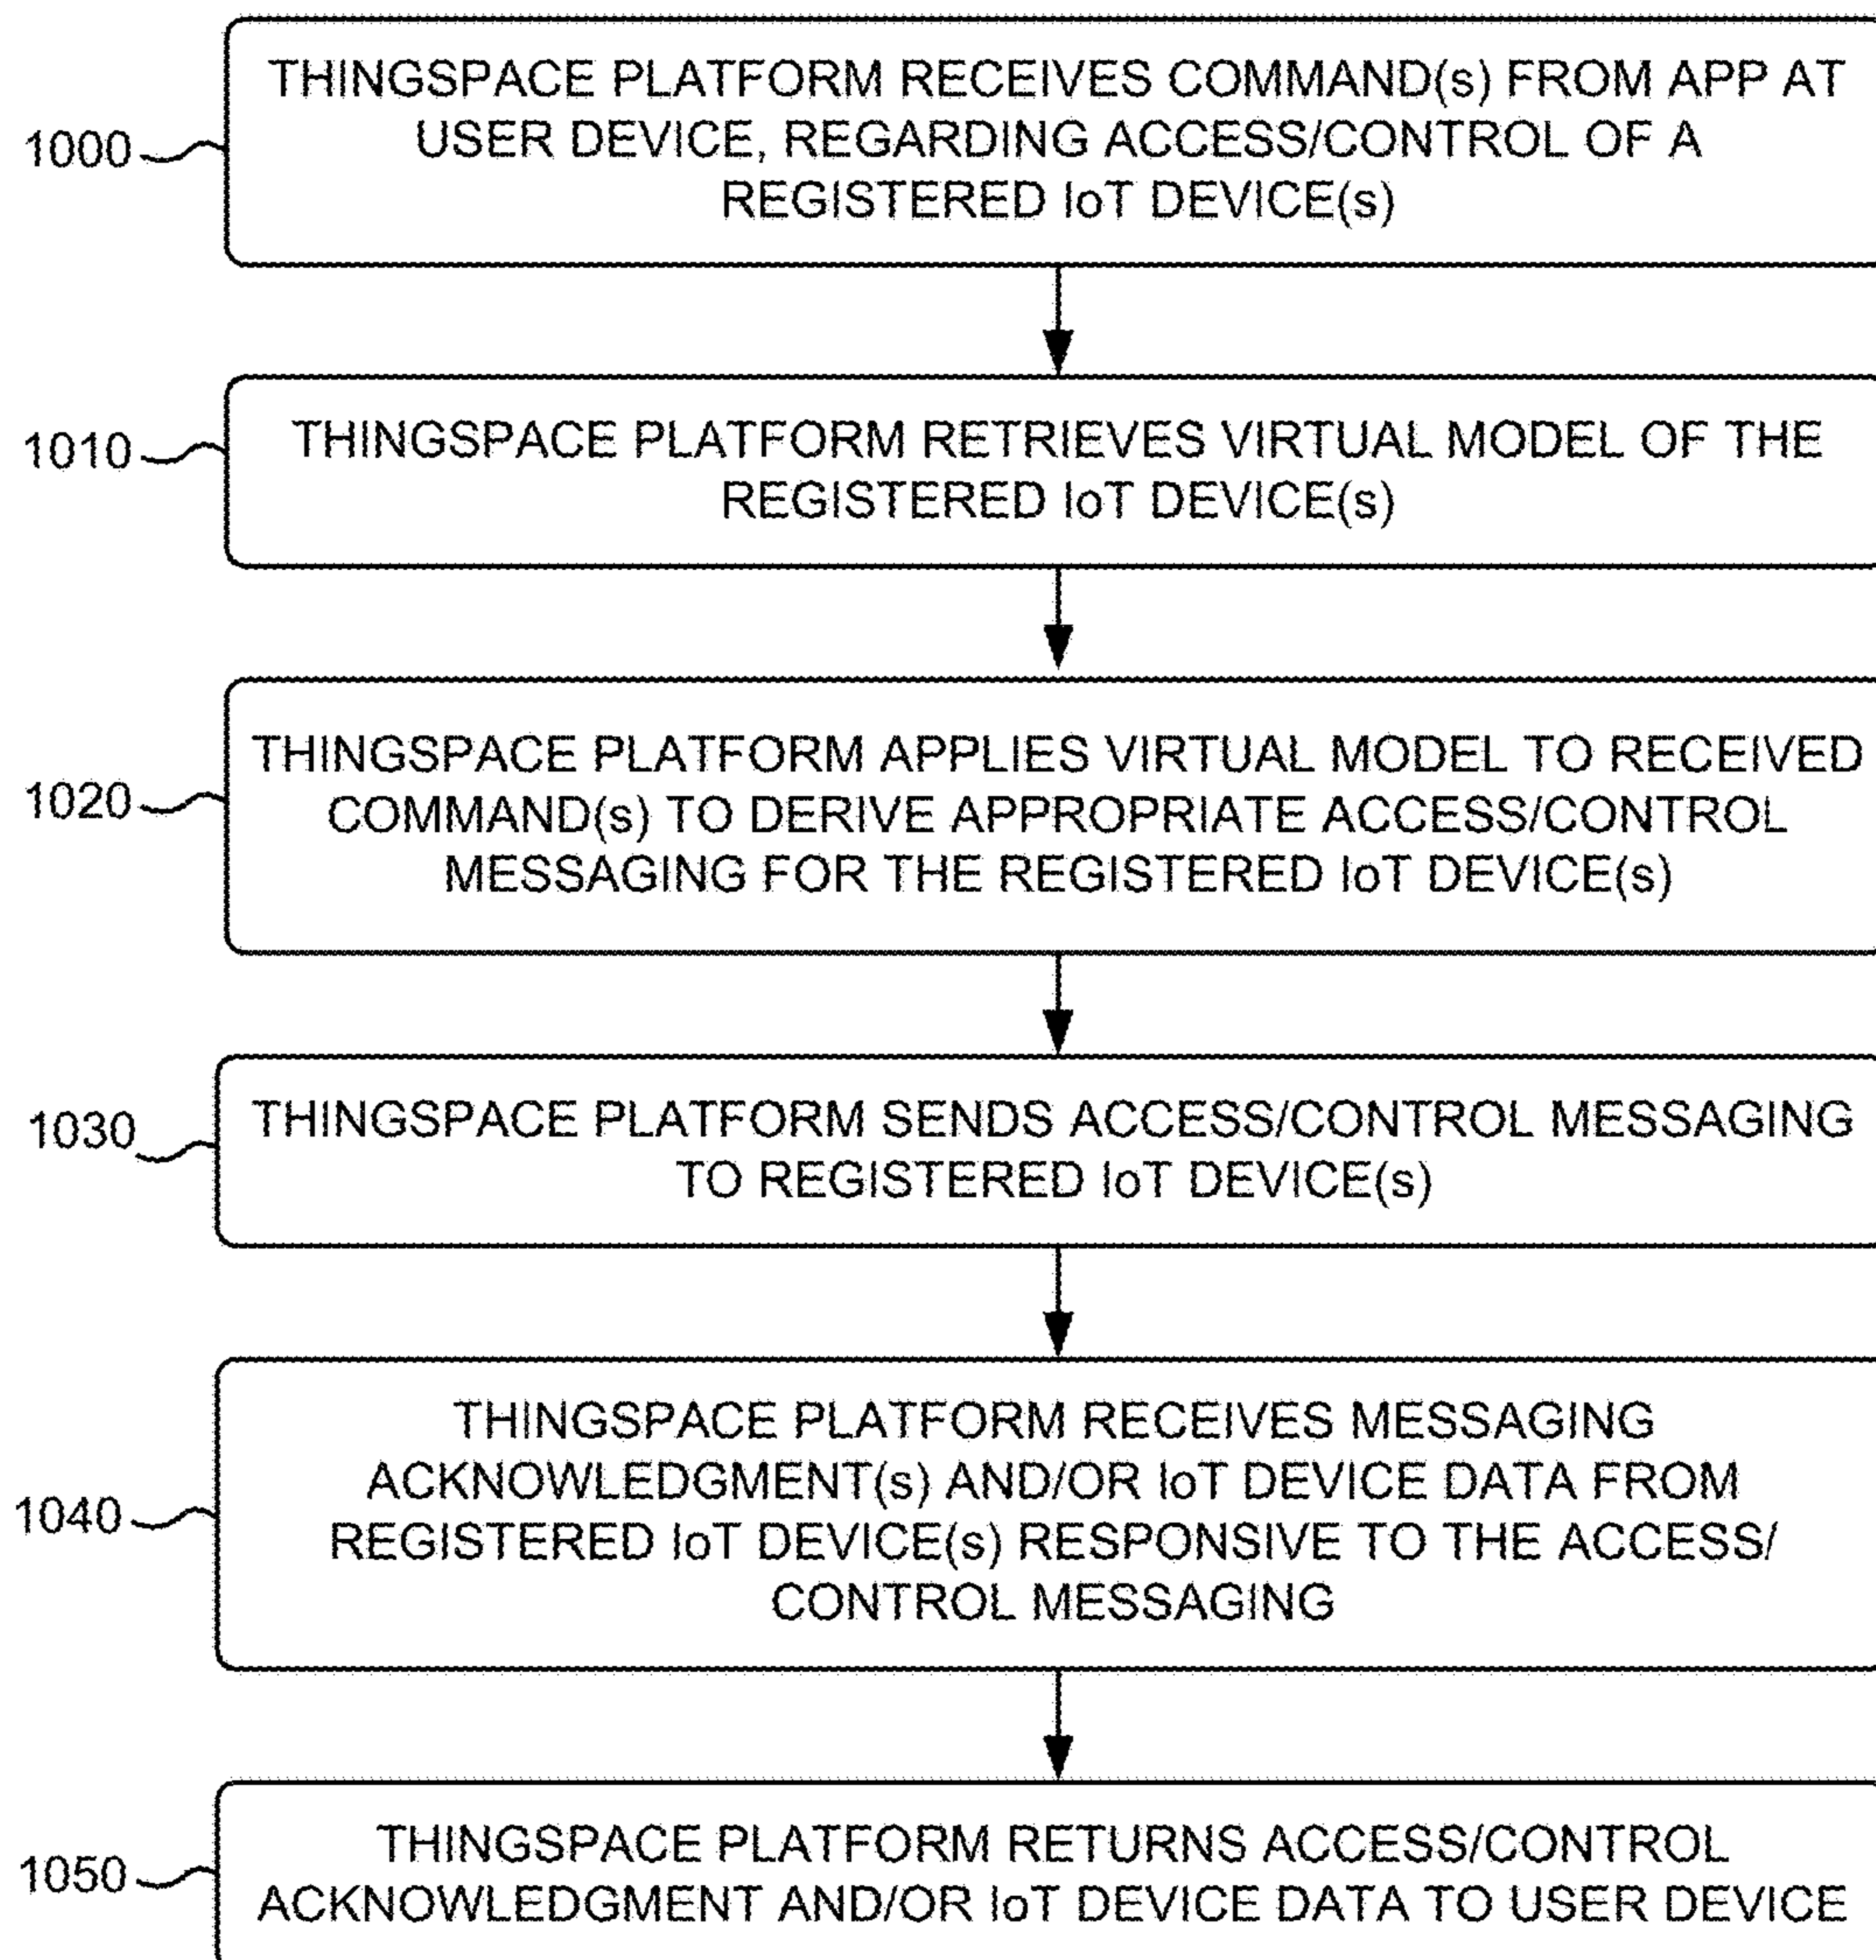 THINGSPACE PLATFORM RECEIVES COMMAND(s) FROM APP AT
1000
USER DEVICE, REGARDING ACCESS/CONTROL OF A
REGISTERED IoT DEVICE(s)
1010
THINGSPACE PLATFORM RETRIEVES VIRTUAL MODEL OF THE
REGISTERED IoT DEVICE(s)
THINGSPACE PLATFORM APPLIES VIRTUAL MODEL TO RECEIVED
1020
COMMAND(s) TO DERIVE APPROPRIATE ACCESS/CONTROL
MESSAGING FOR THE REGISTERED IoT DEVICE(s)
1030
THINGSPACE PLATFORM SENDS ACCESS/CONTROL MESSAGING
TO REGISTERED IoT DEVICE(s)
THINGSPACE PLATFORM RECEIVES MESSAGING
ACKNOWLEDGMENT(s) AND/OR IoT DEVICE DATA FROM
1040
REGISTERED IoT DEVICE(s) RESPONSIVE TO THE ACCESS/
CONTROL MESSAGING
THINGSPACE PLATFORM RETURNS ACCESS/CONTROL
1050
ACKNOWLEDGMENT AND/OR IoT DEVICE DATA TO USER DEVICE